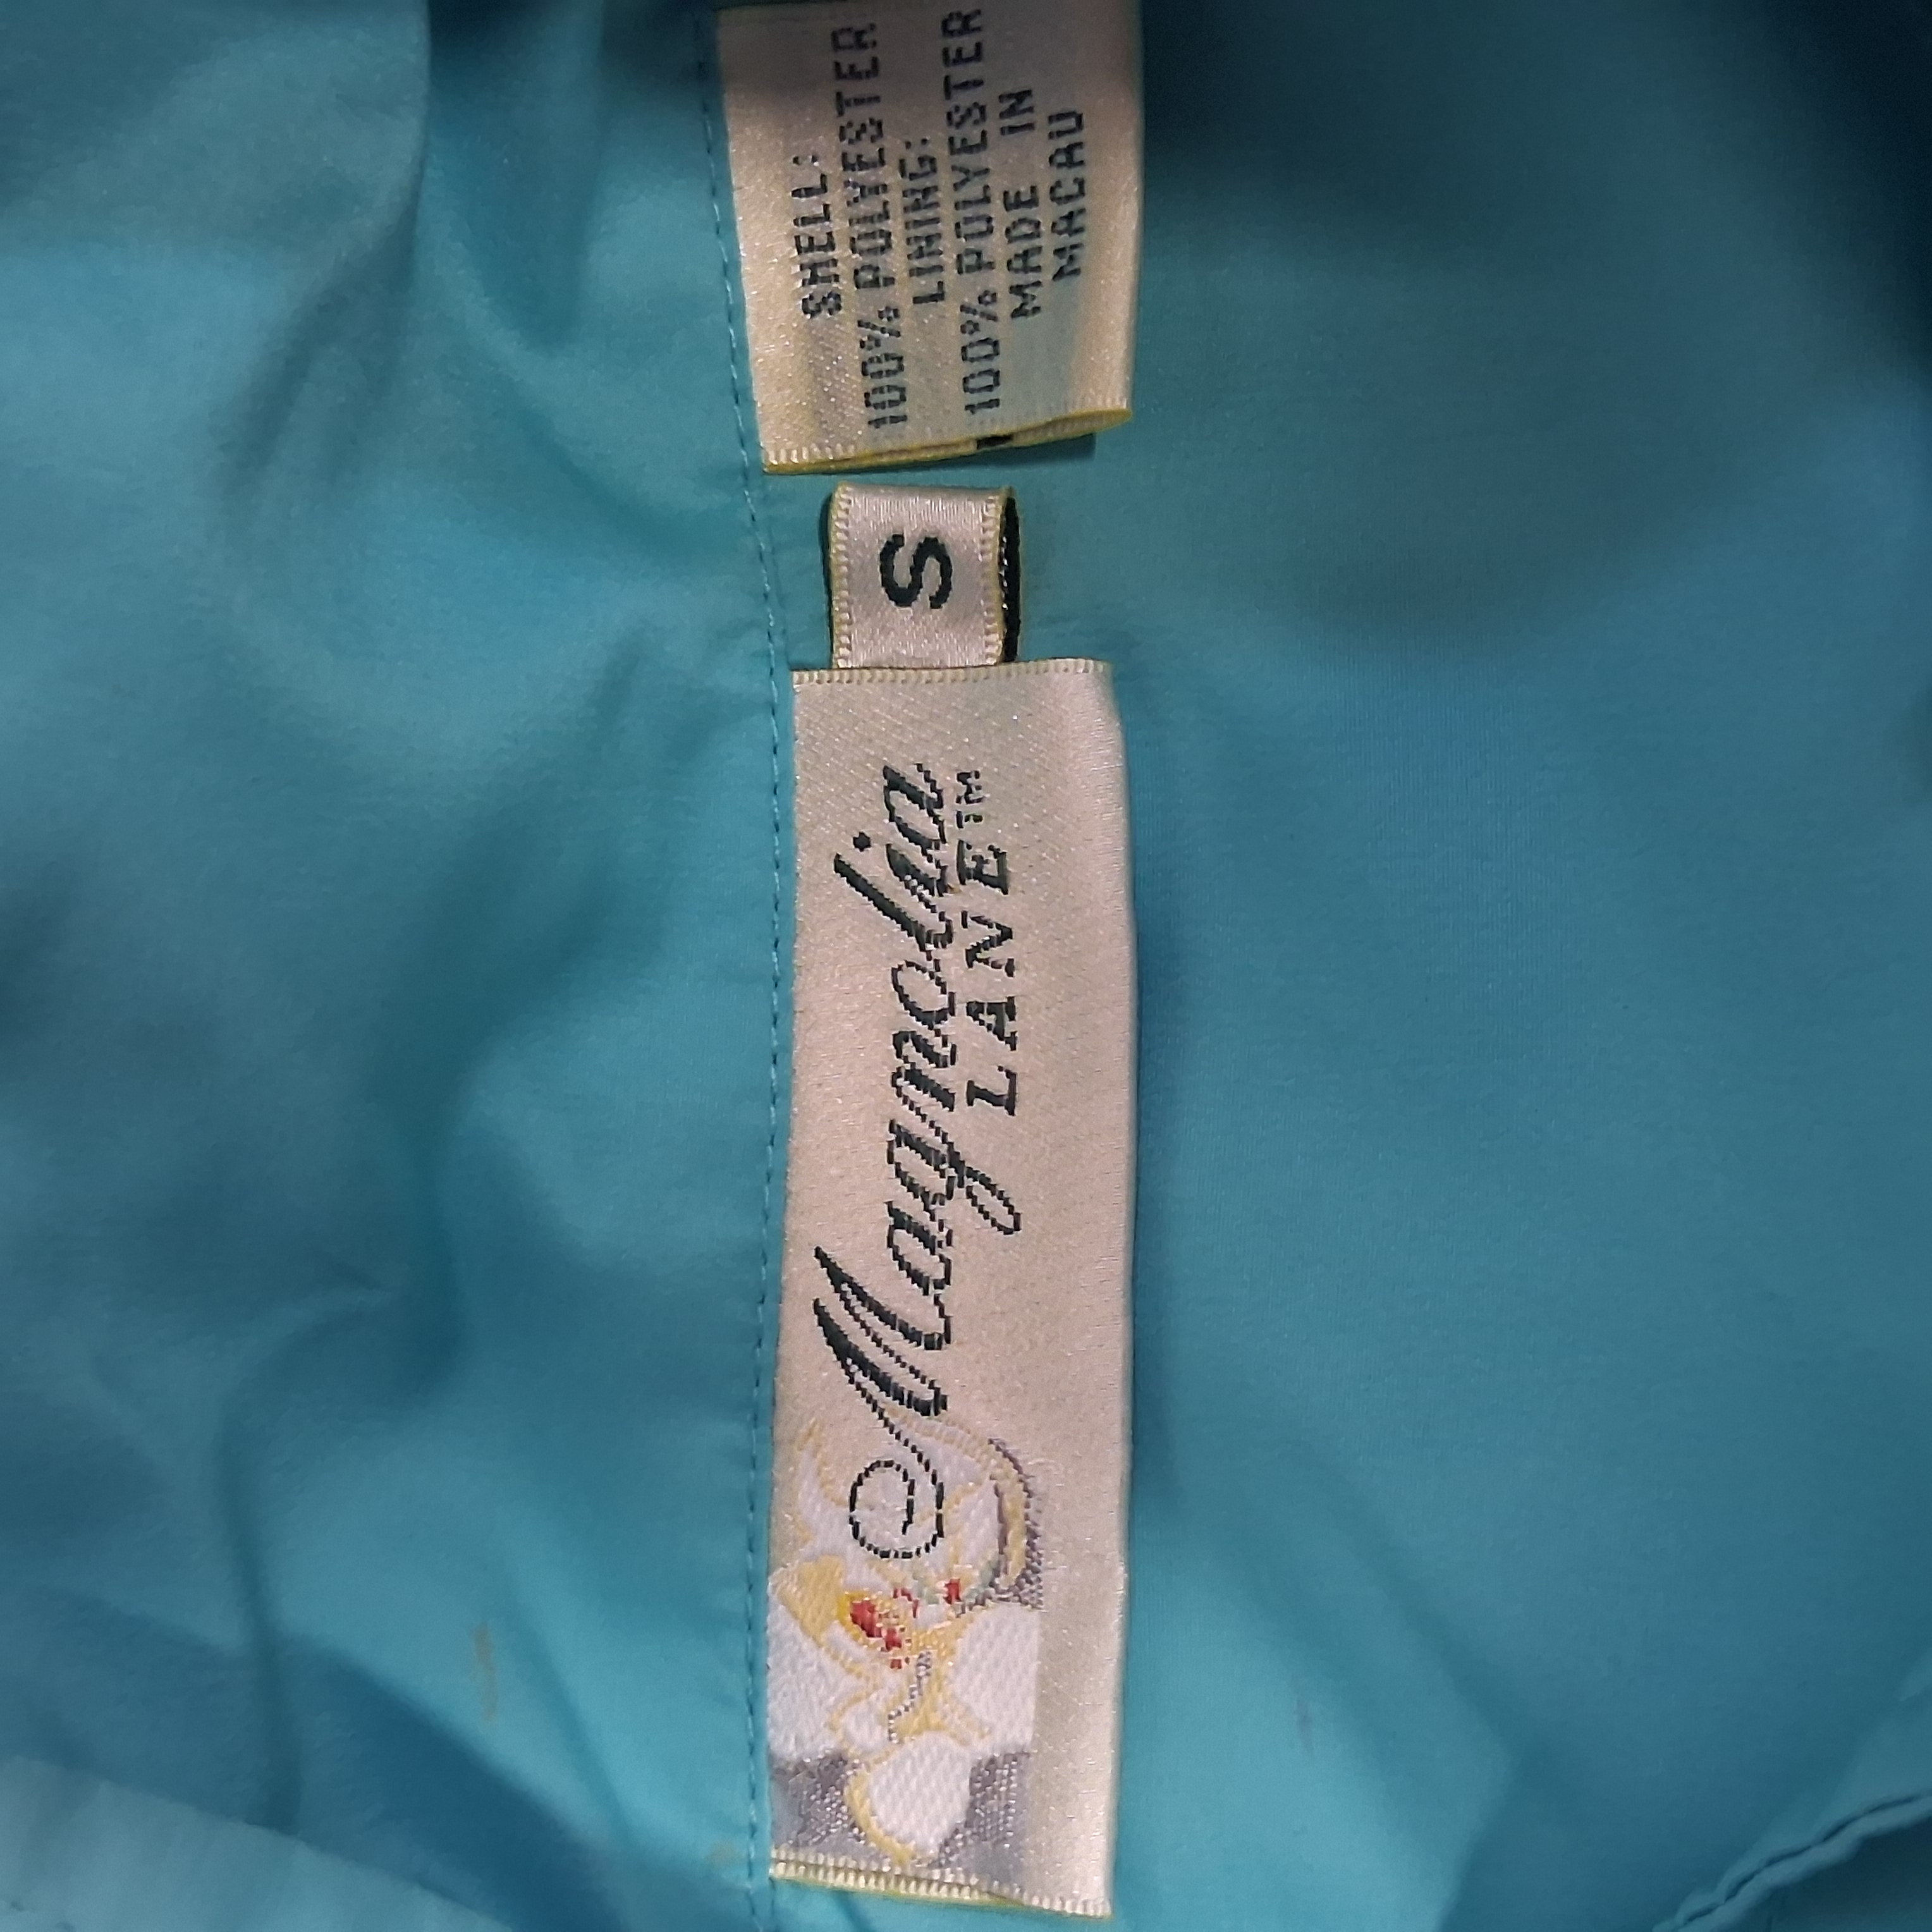 Magnolia
LANE™
S
SHELL:
100% POLYESTER
LINING:
100% POLYESTER
MADE IN
MACAU